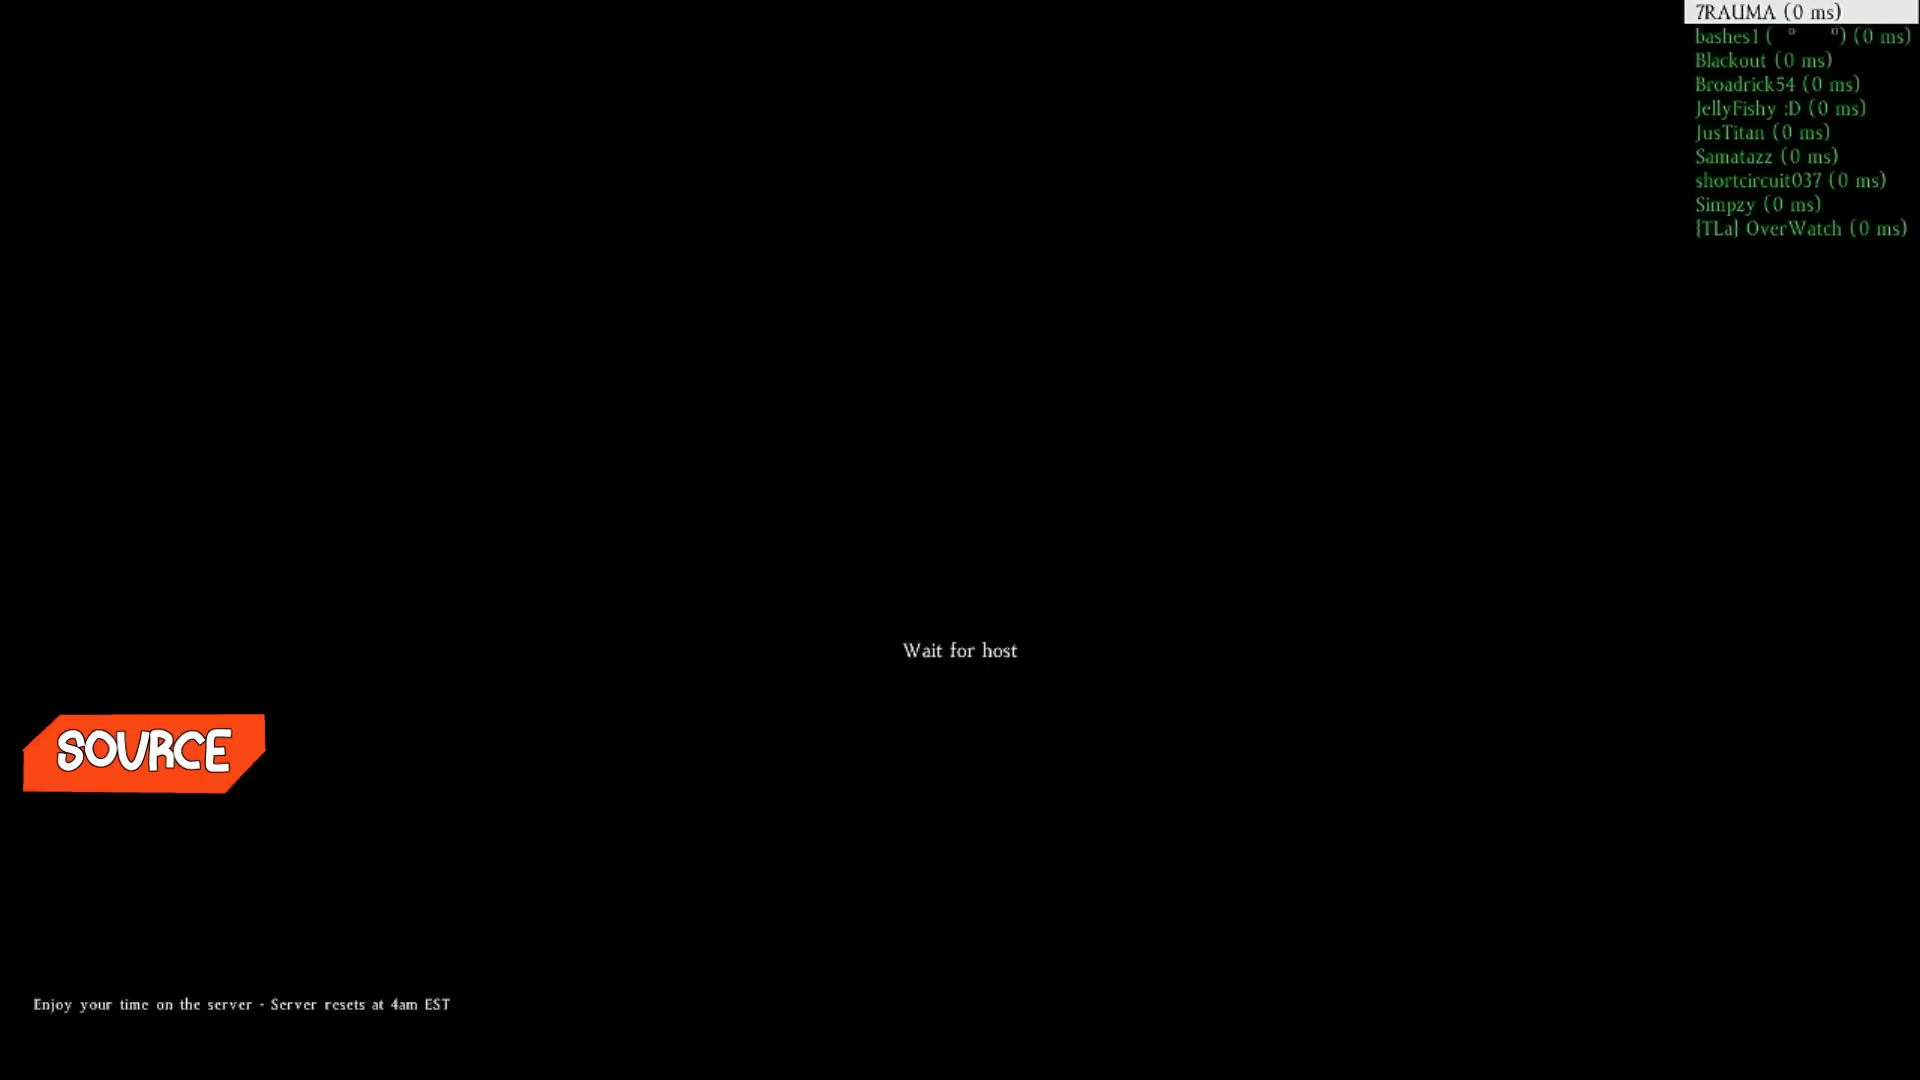 7RAUMA (0 ms)
bashes1 ( ° °) (0 ms)
Blackout (0 ms)
Broadrick54 (0 ms)
JellyFishy :D (0 ms)
JusTitan (0 ms)
Samatazz (0 ms)
shortcircuit037 (0 ms)
Simpzy (0 ms)
{TLa} OverWatch (0 ms)
Wait for host
SOURCE
Enjoy your time on the server - Server resets at 4am EST